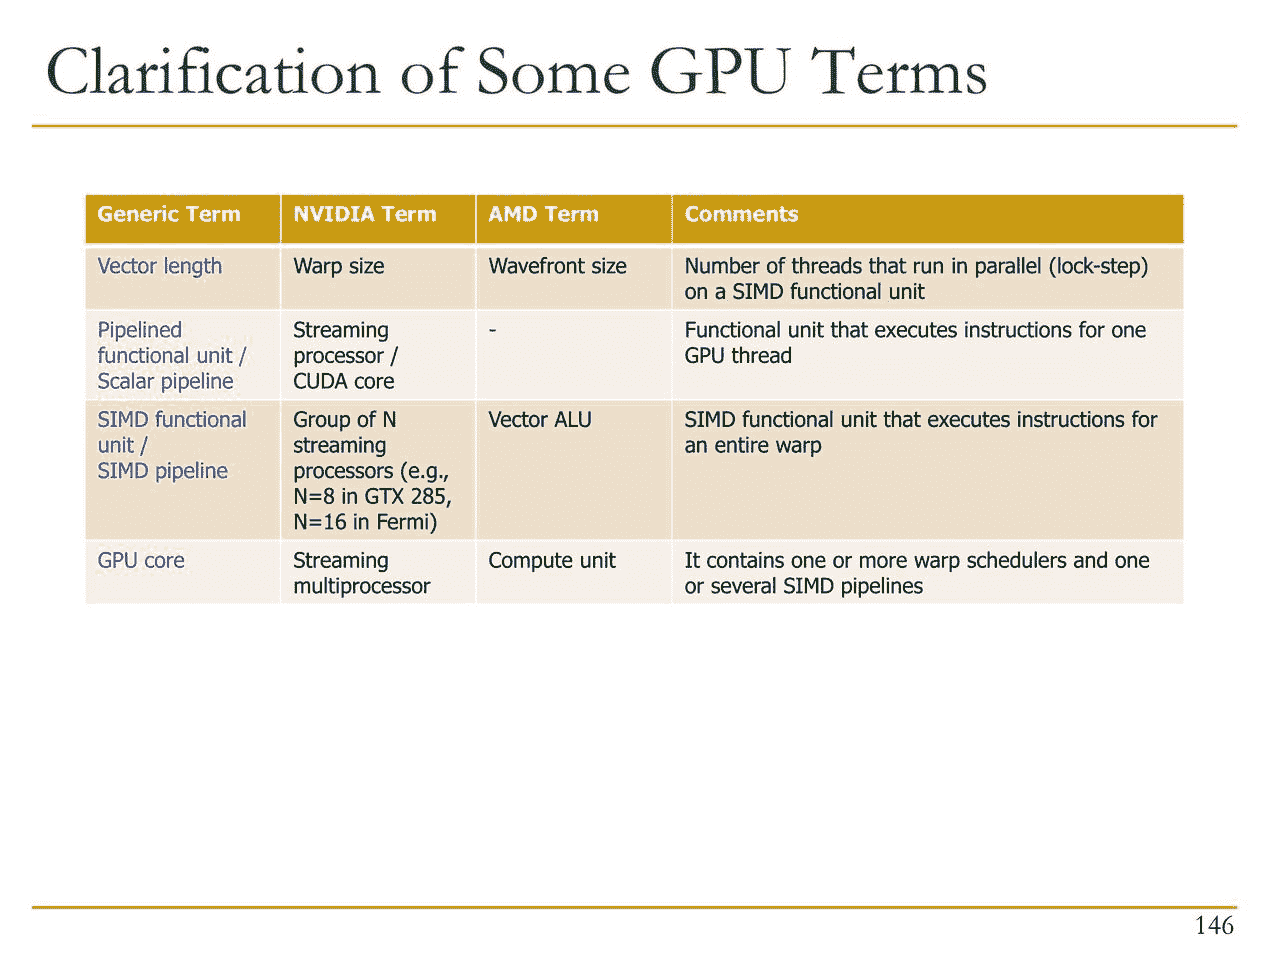 Clarification of Some GPU Terms
Generic Term NVIDIA Term AMD Term Comments
Vector length Warp size Wavefront size Number of threads that run in parallel (lock-step)
on a SIMD functional unit
Pipelined
functional unit /
Scalar pipeline
Streaming
processor /
CUDA core
-
Functional unit that executes instructions for one
GPU thread
SIMD functional
unit /
SIMD pipeline
Group of N
streaming
processors (e.g.,
N=8 in GTX 285,
N=16 in Fermi)
Vector ALU
SIMD functional unit that executes instructions for
an entire warp
GPU core
Streaming
multiprocessor
Compute unit
It contains one or more warp schedulers and one
or several SIMD pipelines
146